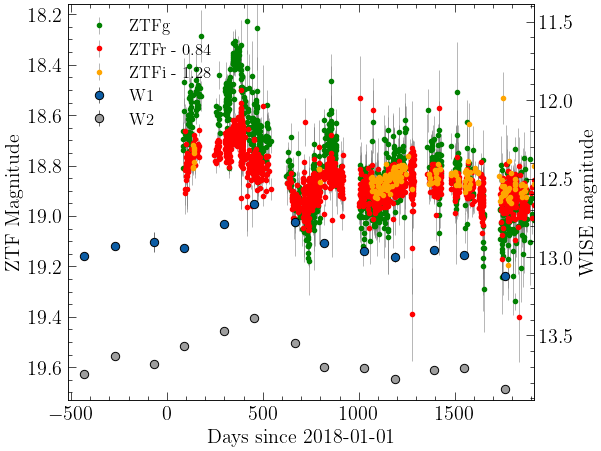 ZTFg
ZTFr - 0.84
ZTFi - 1.28
W1
W2
18.2
18.4
18.6
18.8
19.0
19.2
19.4
19.6
ZTF Magnitude
11.5
12.0
12.5
13.0
13.5
WISE magnitude
−500 0 500 1000 1500
Days since 2018-01-01